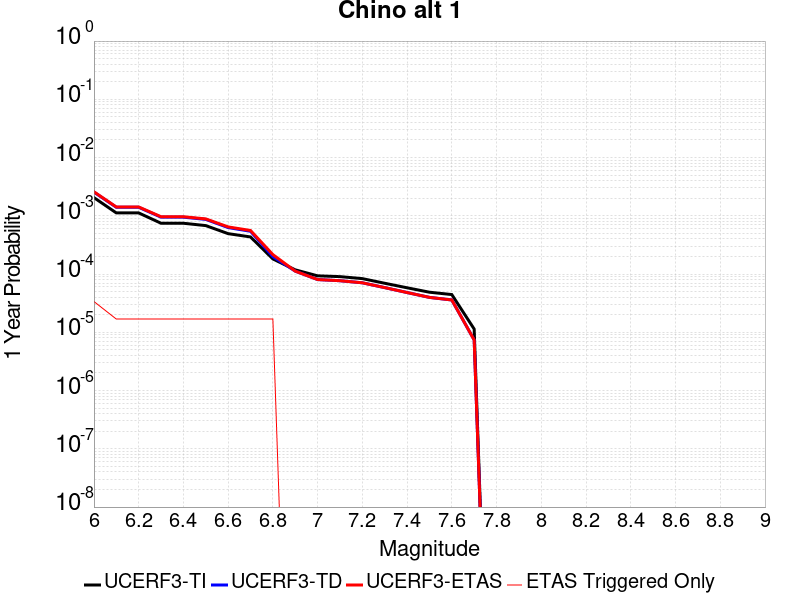 Chino alt 1
10^0
10^-1
10^-2
10^-3
10^-4
10^-5
10^-6
10^-7
10^-8
1 Year Probability
6 6.2 6.4 6.6 6.8 7 7.2 7.4 7.6 7.8 8 8.2 8.4 8.6 8.8 9
Magnitude
UCERF3-TI UCERF3-TD UCERF3-ETAS ETAS Triggered Only